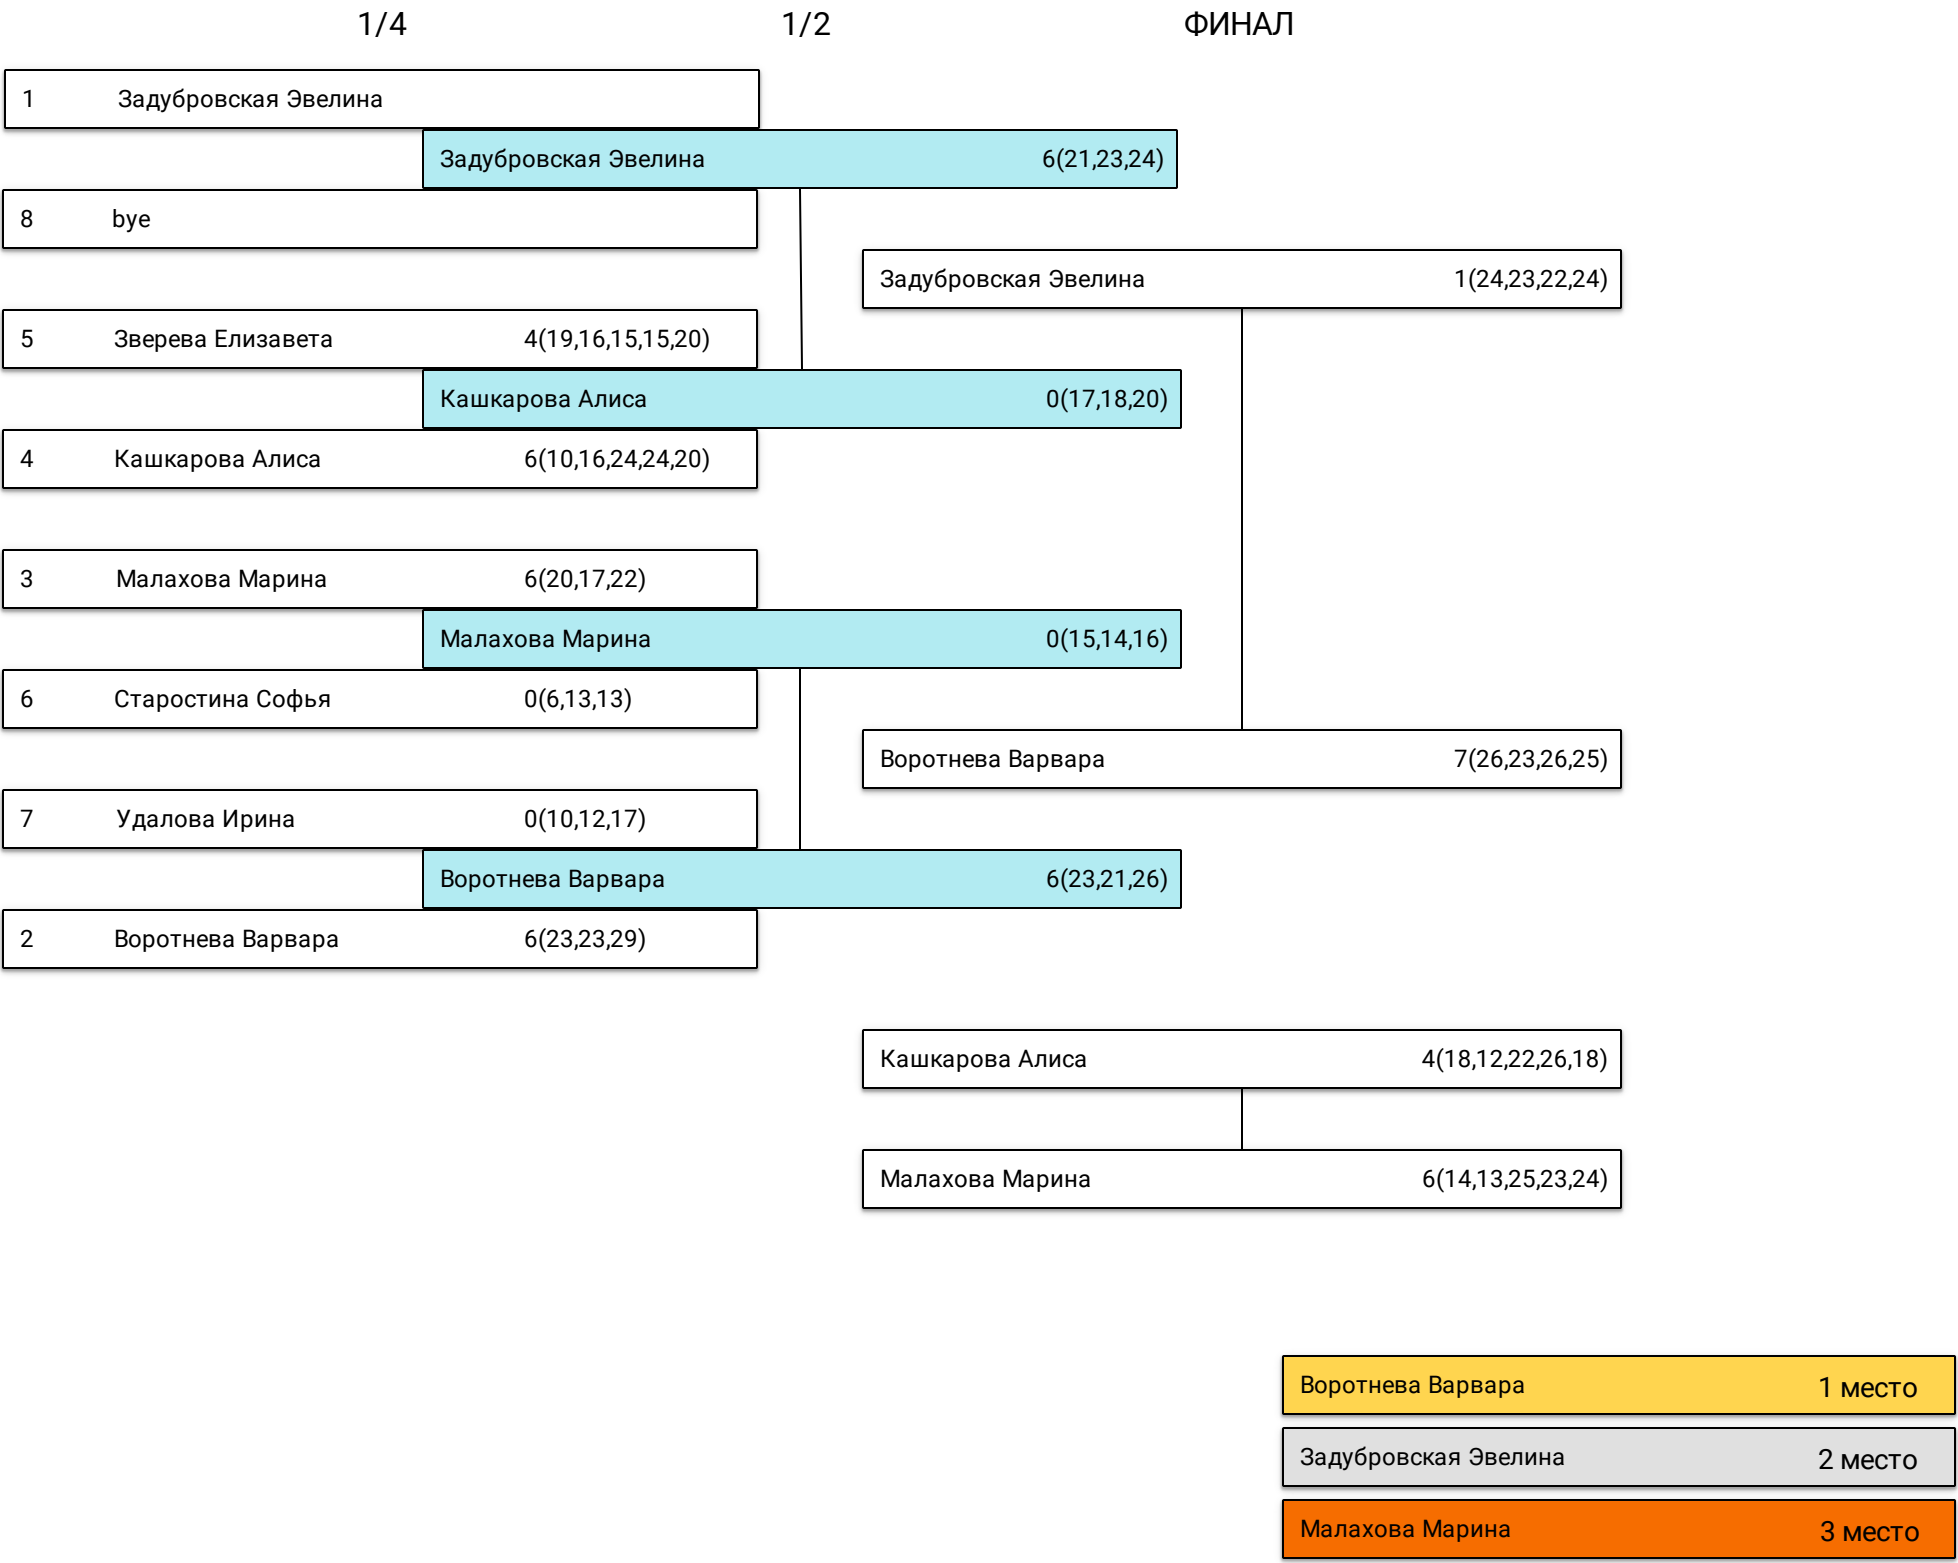 1/4 1/2 ФИНАЛ
1 Задубровская Эвелина
Задубровская Эвелина 6(21,23,24)
8 bye
Задубровская Эвелина 1(24,23,22,24)
5 Зверева Елизавета 4(19,16,15,15,20)
Кашкарова Алиса 0(17,18,20)
4 Кашкарова Алиса 6(10,16,24,24,20)
3 Малахова Марина 6(20,17,22)
Малахова Марина 0(15,14,16)
6 Старостина Софья 0(6,13,13)
Воротнева Варвара 7(26,23,26,25)
7 Удалова Ирина 0(10,12,17)
Воротнева Варвара 6(23,21,26)
2 Воротнева Варвара 6(23,23,29)
Кашкарова Алиса 4(18,12,22,26,18)
Малахова Марина 6(14,13,25,23,24)
Воротнева Варвара 1 место
Задубровская Эвелина 2 место
Малахова Марина 3 место